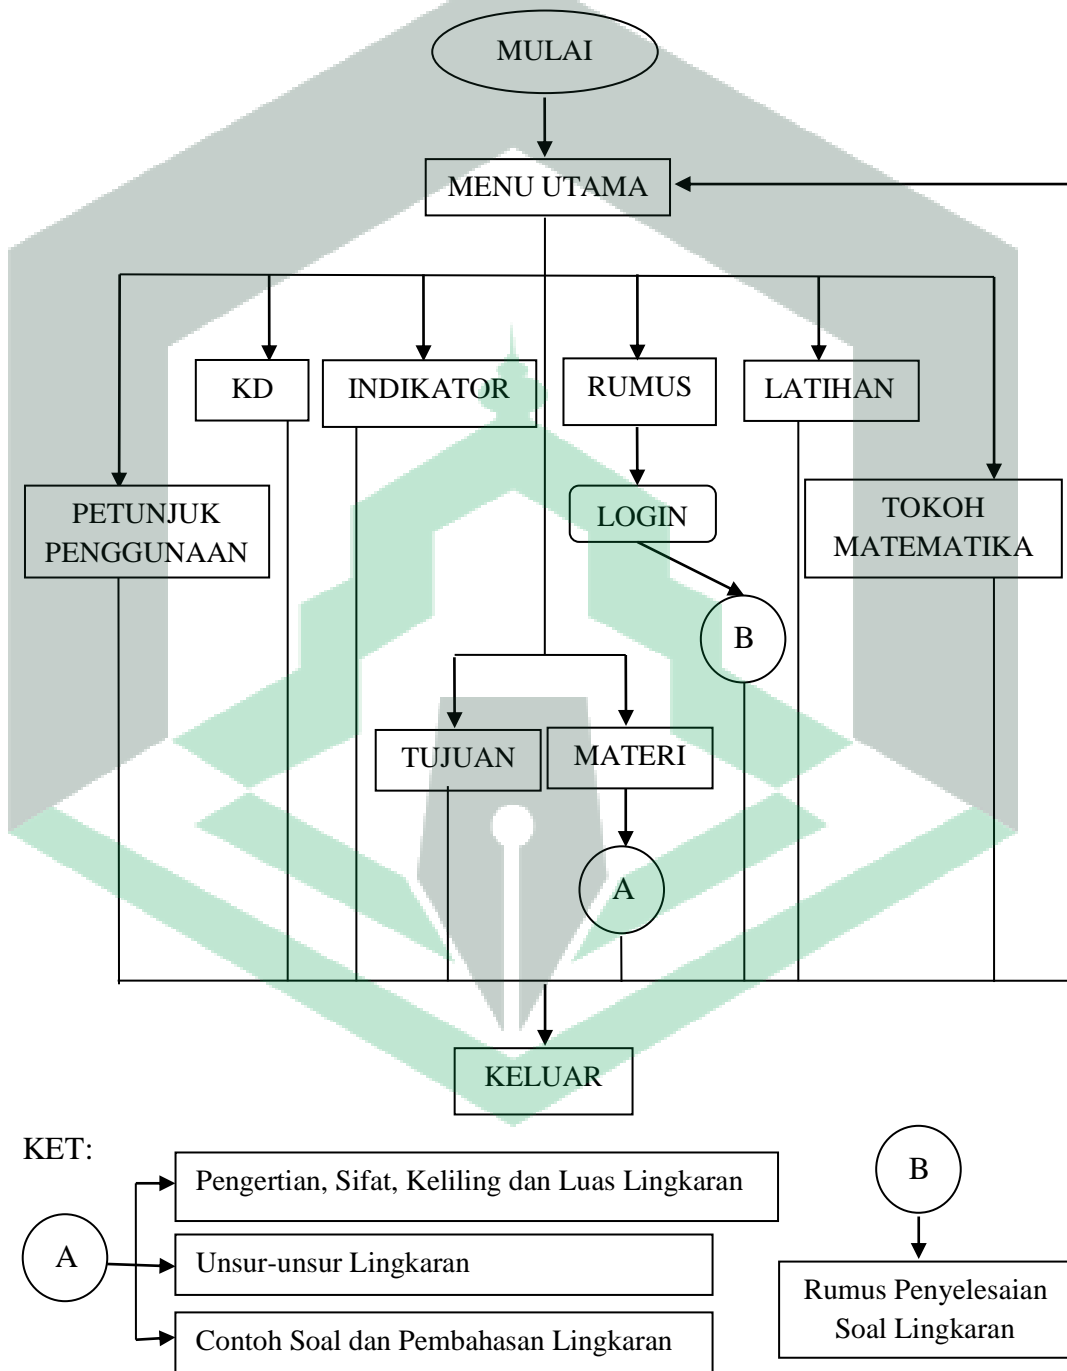 MULAI
MENU UTAMA
KD
INDIKATOR
RUMUS
LATIHAN
PETUNJUK
PENGGUNAAN
LOGIN
TOKOH
MATEMATIKA
B
TUJUAN
MATERI
A
KELUAR
KET:
A
Pengertian, Sifat, Keliling dan Luas Lingkaran
Unsur-unsur Lingkaran
Contoh Soal dan Pembahasan Lingkaran
B
Rumus Penyelesaian
Soal Lingkaran